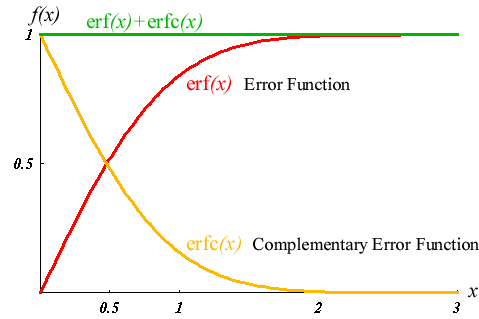 f(x)
erf(x)+erfc(x)
1
erf(x) Error Function
0.5
erfc(x) Complementary Error Function
x
0.5 1 2 3